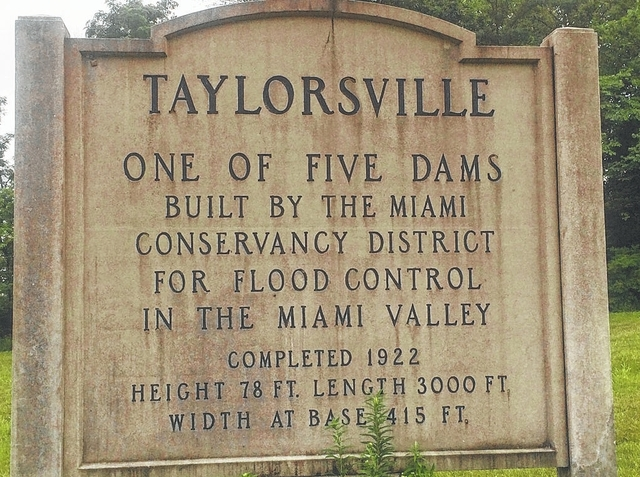 TAYLORSVILLE
ONE OF FIVE DAMS
BUILT BY THE MIAMI
CONSERVANCY DISTRICT
FOR FLOOD CONTROL
IN THE MIAMI VALLEY
COMPLETED 1922
HEIGHT 78 FT. LENGTH 3000 FT
WIDTH AT BASE 415 FT.